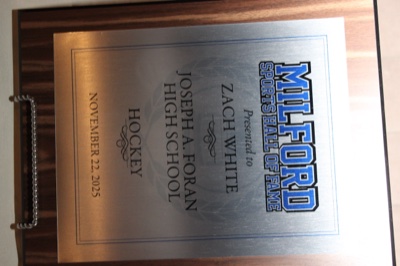 MILFORD
SPORTS HALL OF FAME
Presented to
ZACH WHITE
JOSEPH A. FORAN
HIGH SCHOOL
HOCKEY
NOVEMBER 22, 2025